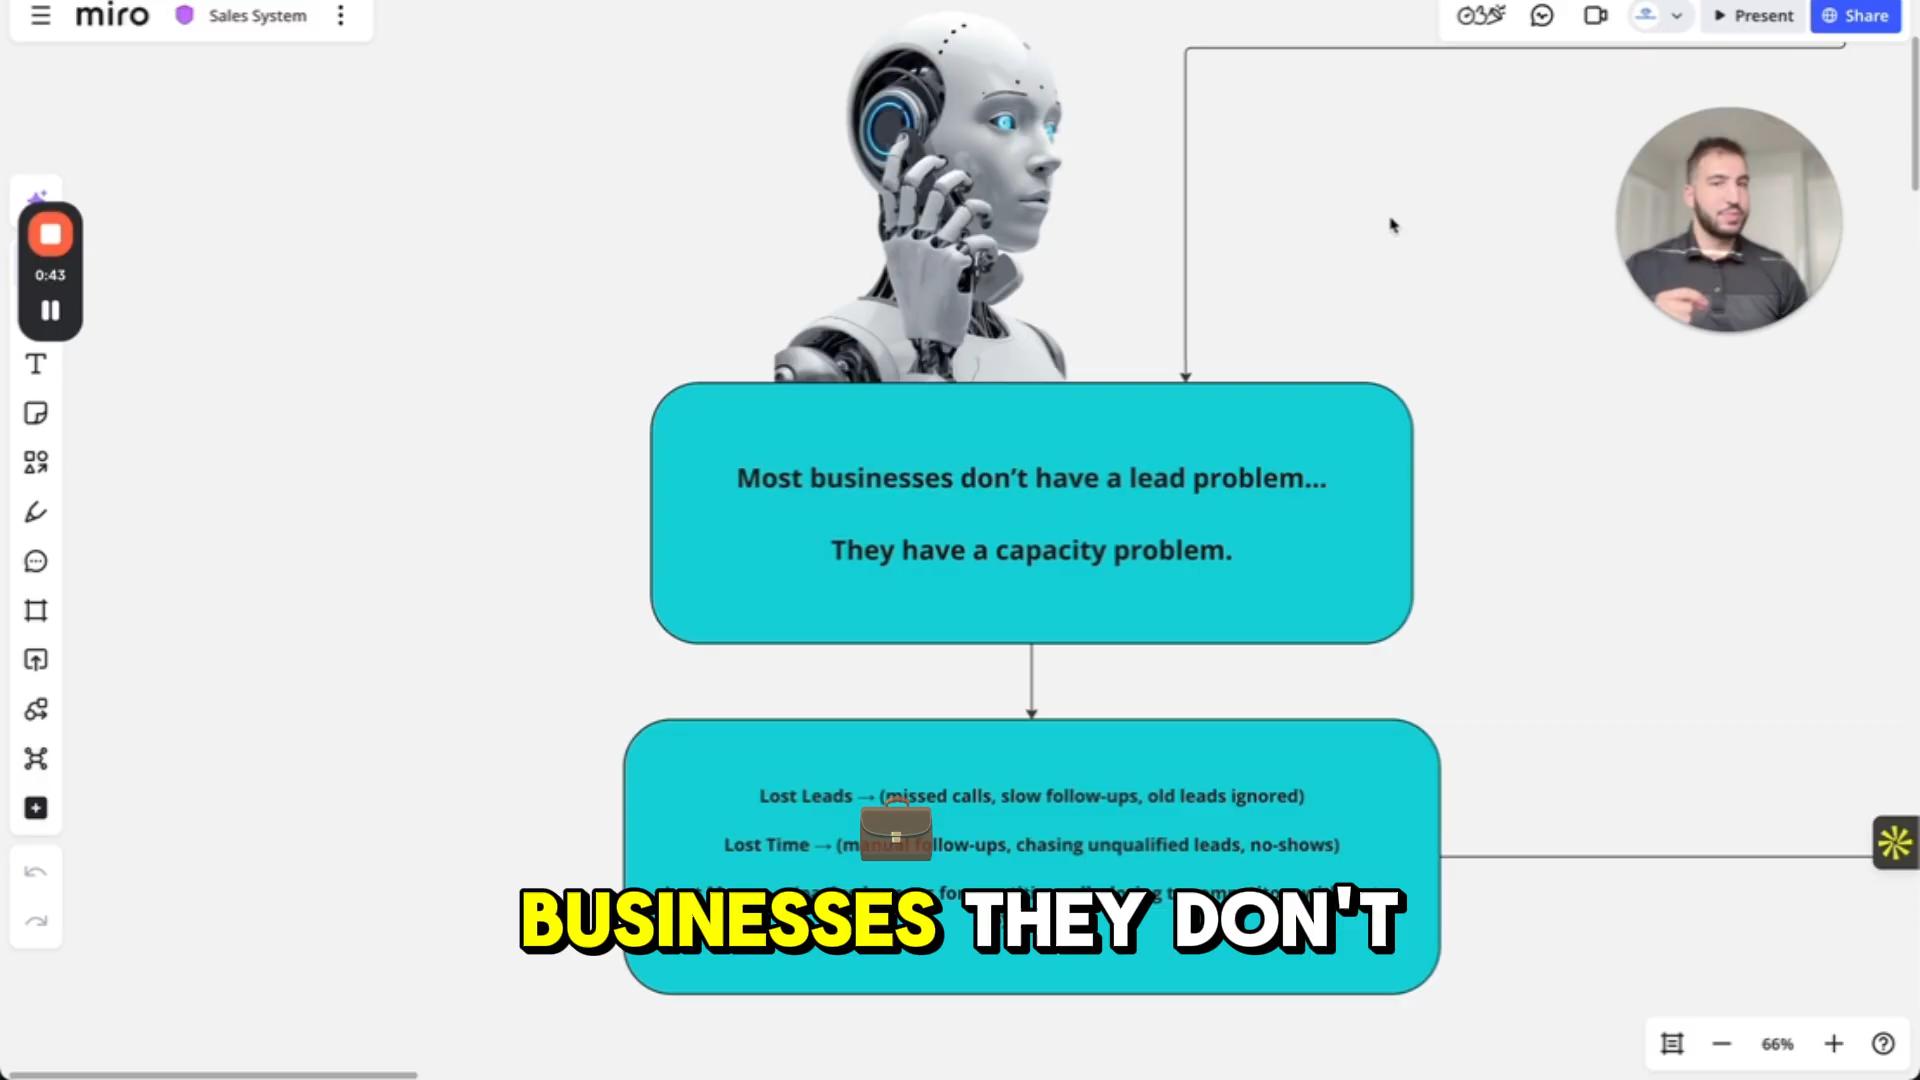 miro
Sales System
Present
Share
0:43
Most businesses don't have a lead problem...
They have a capacity problem.
Lost Leads → (missed calls, slow follow-ups, old leads ignored)
Lost Time → (manual follow-ups, chasing unqualified leads, no-shows)
BUSINESSES THEY DON'T
66%